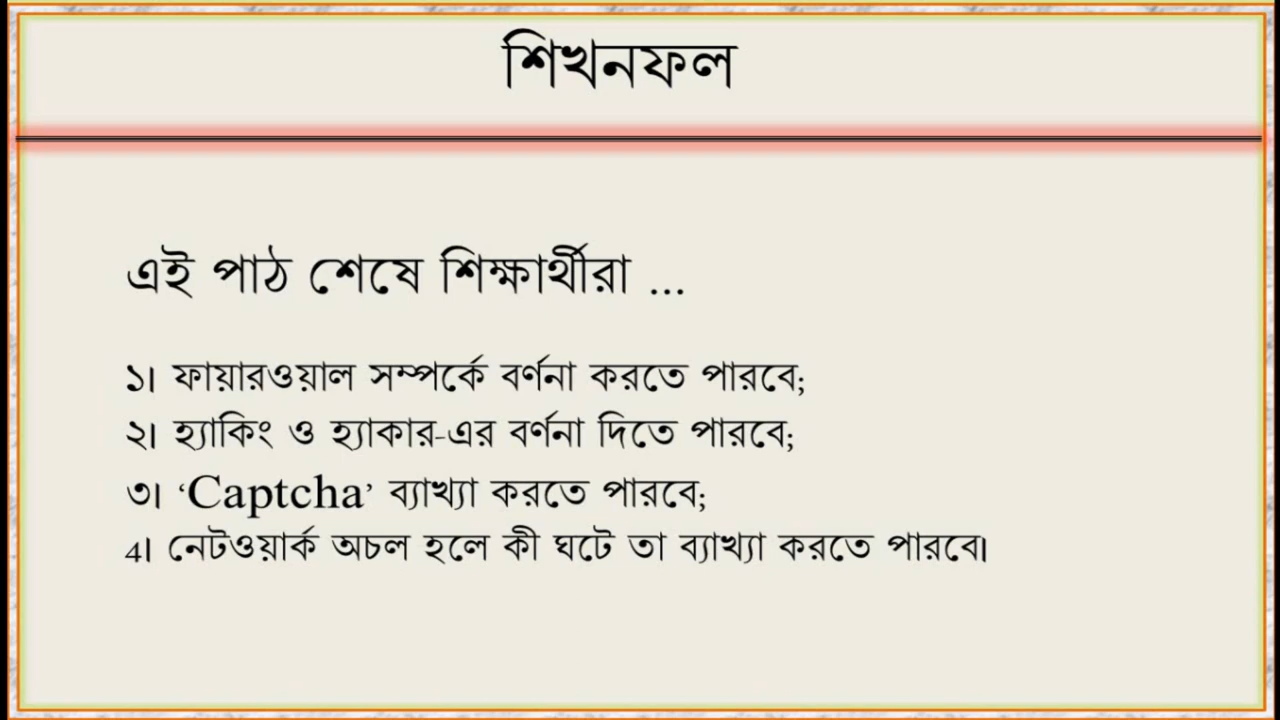 শিখনফল
এই পাঠ শেষে শিক্ষার্থীরা ...
১। ফায়ারওয়াল সম্পর্কে বর্ণনা করতে পারবে;
২। হ্যাকিং ও হ্যাকার-এর বর্ণনা দিতে পারবে;
৩। ‘Captcha’ ব্যাখ্যা করতে পারবে;
4। নেটওয়ার্ক অচল হলে কী ঘটে তা ব্যাখ্যা করতে পারবে।